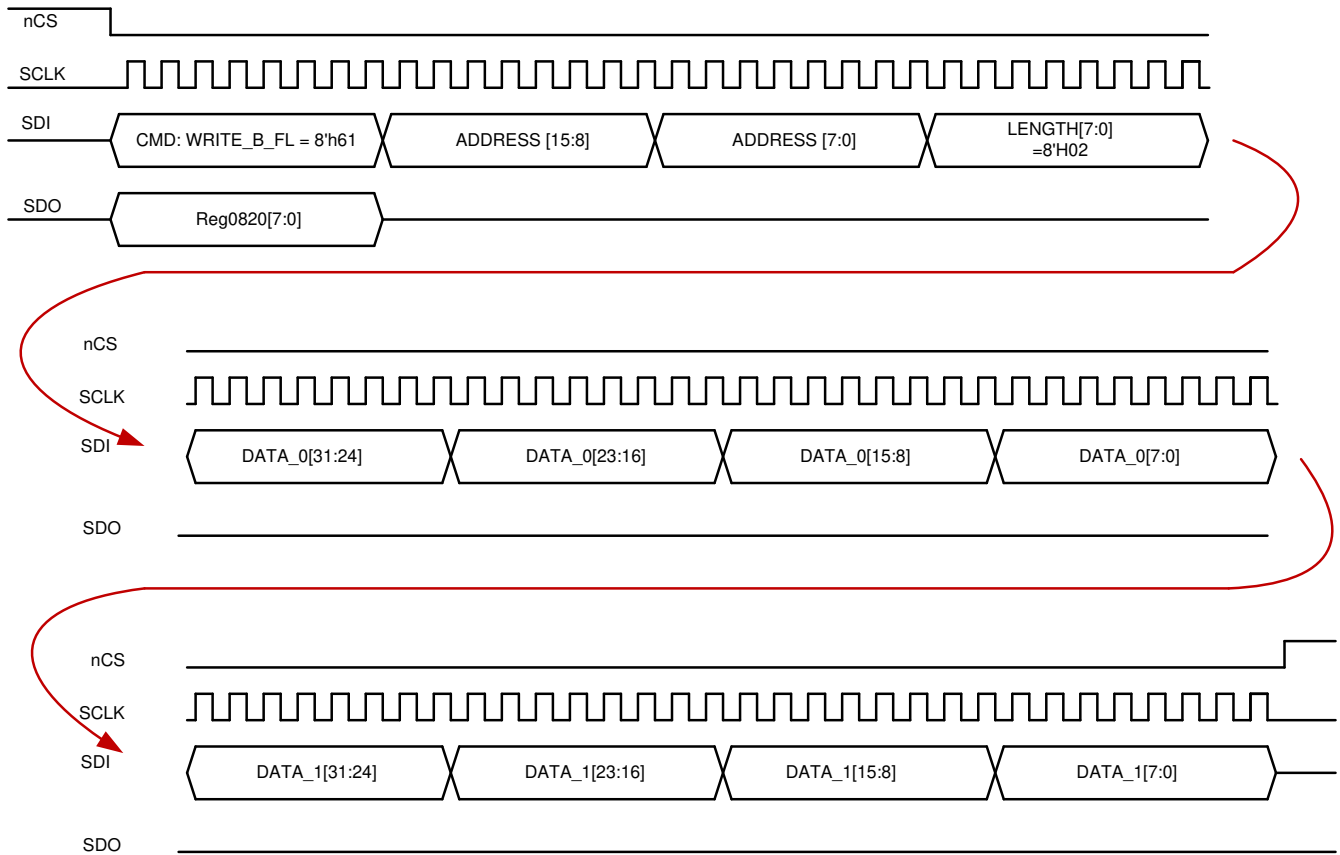 nCS
SCLK
SDI
CMD: WRITE_B_FL = 8'h61
ADDRESS [15:8]
ADDRESS [7:0]
LENGTH[7:0]
=8'H02
SDO
Reg0820[7:0]
nCS
SCLK
SDI
DATA_0[31:24]
DATA_0[23:16]
DATA_0[15:8]
DATA_0[7:0]
SDO
nCS
SCLK
SDI
DATA_1[31:24]
DATA_1[23:16]
DATA_1[15:8]
DATA_1[7:0]
SDO